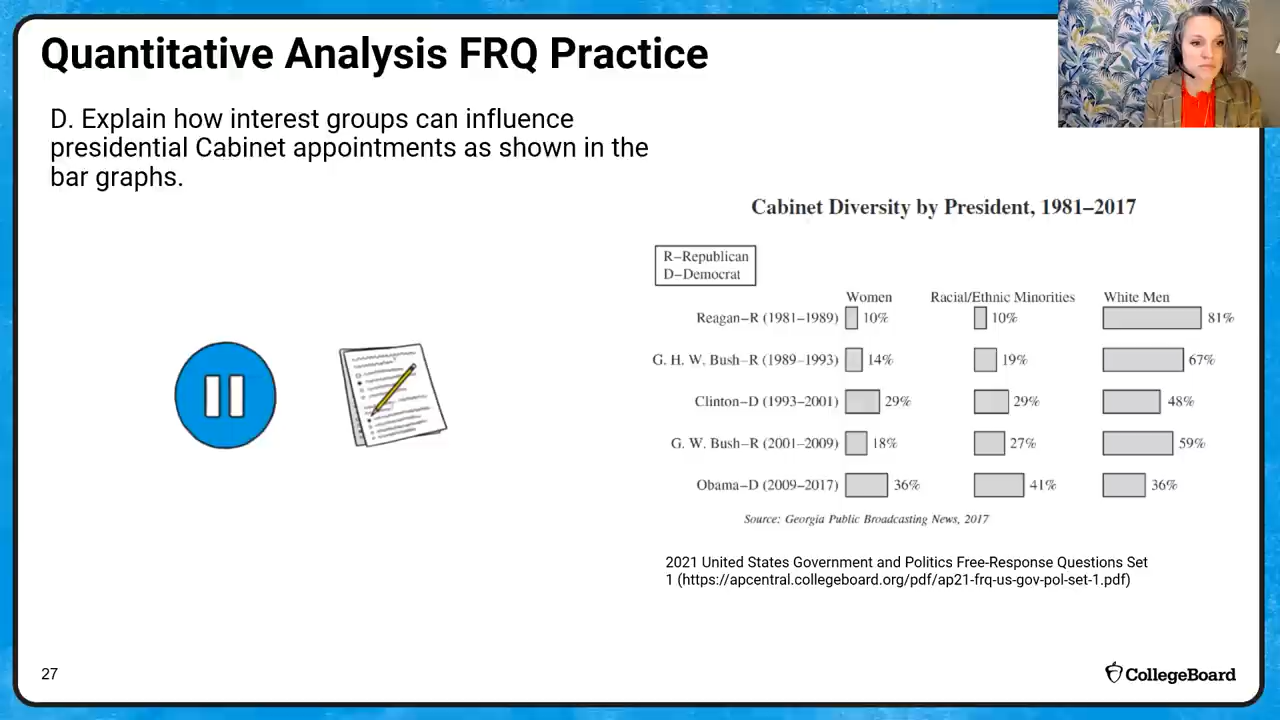 Quantitative Analysis FRQ Practice
D. Explain how interest groups can influence
presidential Cabinet appointments as shown in the
bar graphs.
Cabinet Diversity by President, 1981–2017
R–Republican
D–Democrat
Women Racial/Ethnic Minorities White Men
Reagan–R (1981–1989) 10% 10% 81%
G. H. W. Bush–R (1989–1993) 14% 19% 67%
Clinton–D (1993–2001) 29% 29% 48%
G. W. Bush–R (2001–2009) 18% 27% 59%
Obama–D (2009–2017) 36% 41% 36%
Source: Georgia Public Broadcasting News, 2017
2021 United States Government and Politics Free-Response Questions Set
1 (https://apcentral.collegeboard.org/pdf/ap21-frq-us-gov-pol-set-1.pdf)
27
CollegeBoard